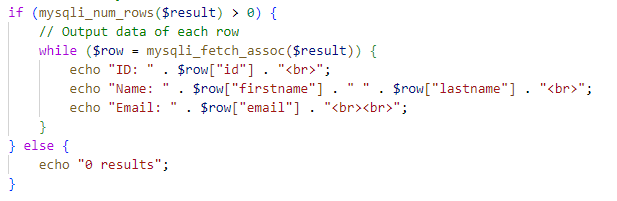 if (mysqli_num_rows($result) > 0) {
    // Output data of each row
    while ($row = mysqli_fetch_assoc($result)) {
        echo "ID: " . $row["id"] . "<br>";
        echo "Name: " . $row["firstname"] . " " . $row["lastname"] . "<br>";
        echo "Email: " . $row["email"] . "<br><br>";
    }
} else {
    echo "0 results";
}